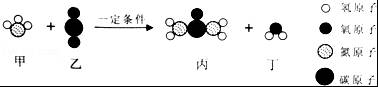 一定条件
甲 + 乙 → 丙 + 丁
氢原子
氧原子
氮原子
碳原子